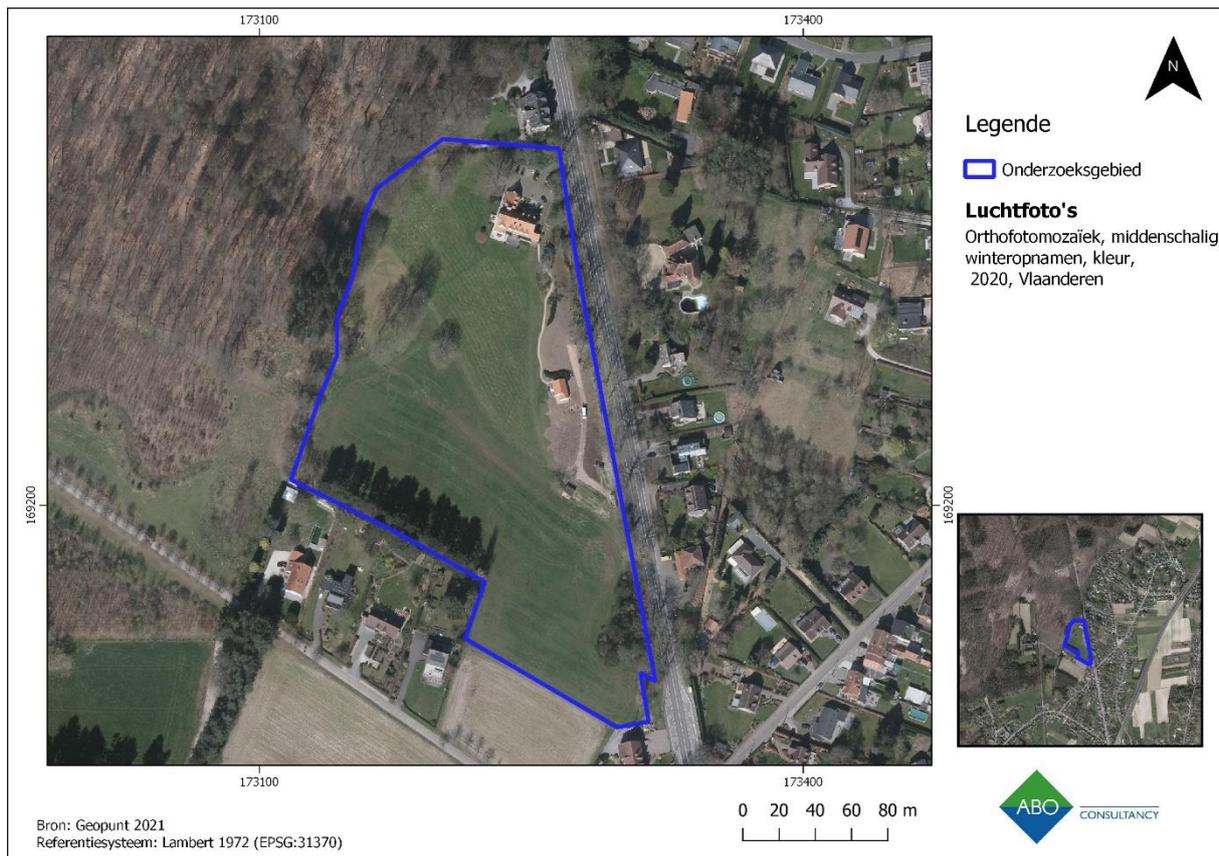 173100
173400
N
Legende
Onderzoeksgebied
Luchtfoto's
Orthofotomozaïek, middenschalig
winteropnamen, kleur,
2020, Vlaanderen
169200
169200
173100
173400
0 20 40 60 80 m
ABO
CONSULTANCY
Bron: Geopunt 2021
Referentiesysteem: Lambert 1972 (EPSG:31370)